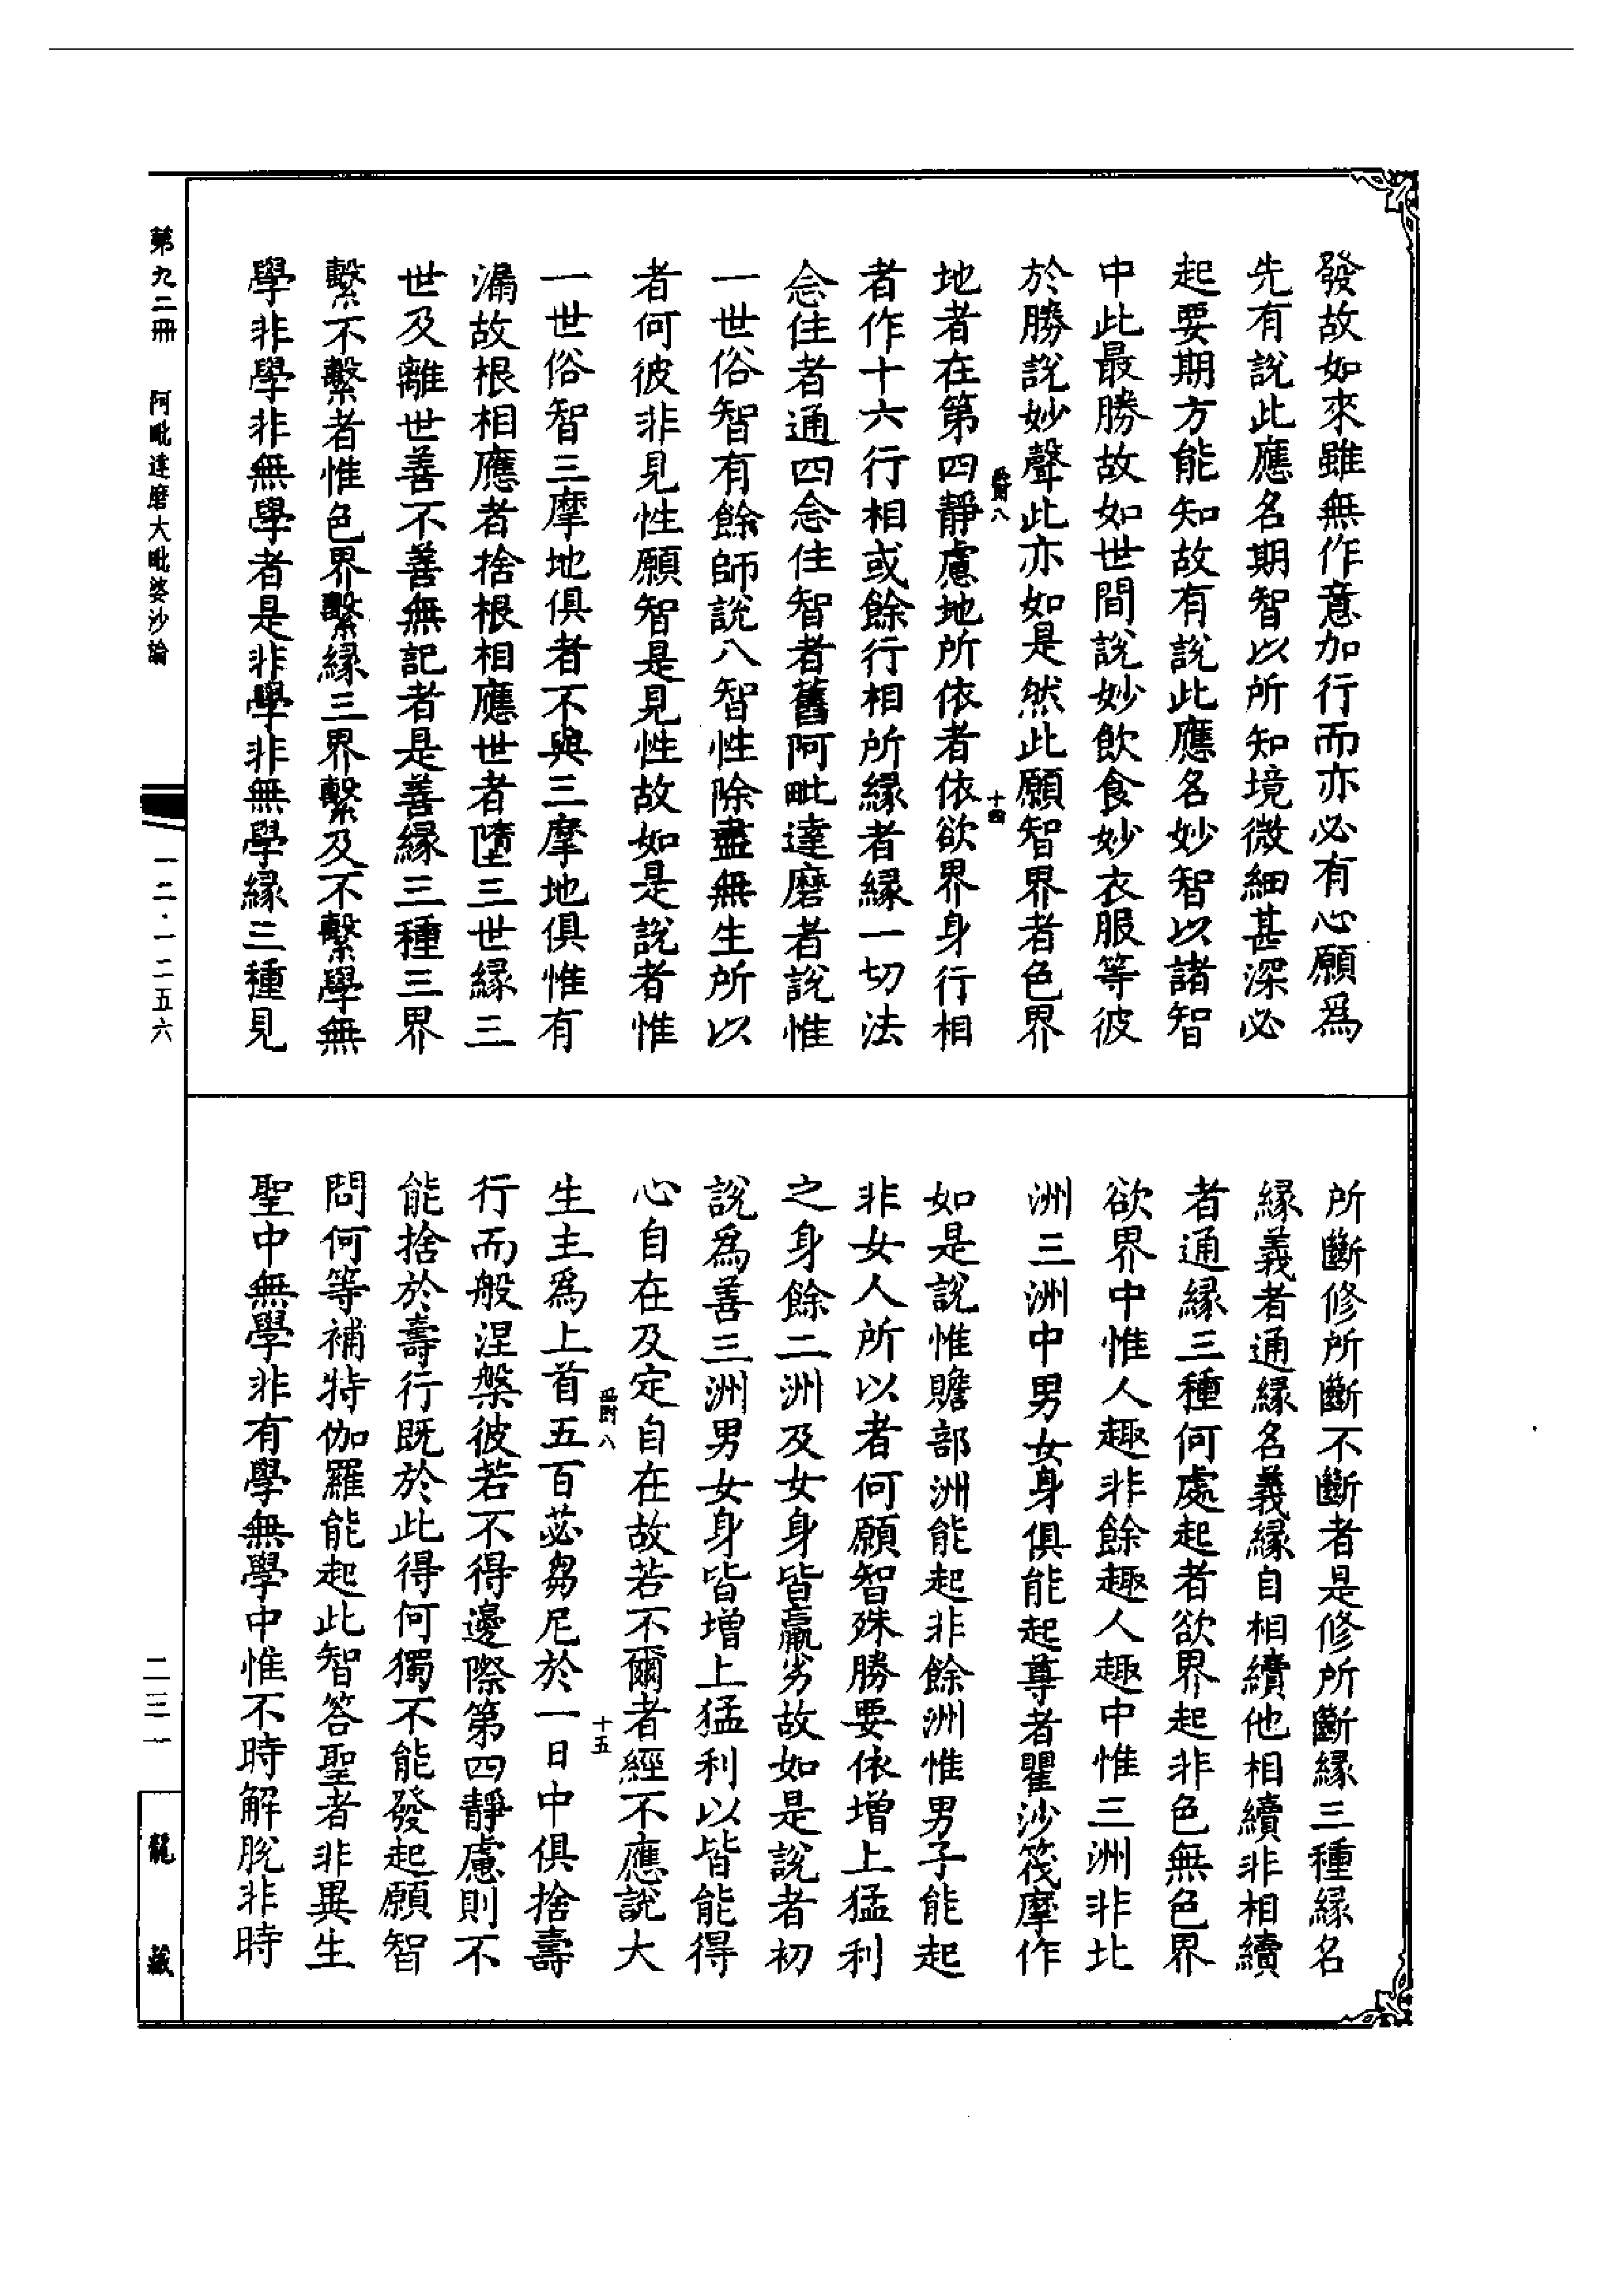 發故如來雖無作意加行而亦必有心願爲
先有說此應名期智以所知境微細甚深必
起要期方能知故有說此應名妙智以諸智
中此最勝故如世間說妙飲食妙衣服等彼
於勝說妙聲此亦如是然此願智界者色界
地者在第四靜慮地所依者依欲界身行相
者作十六行相或餘行相所緣者緣一切法
念住者通四念住智者舊阿毗達磨者說惟
一世俗智有餘師說八智性除盡無生所以
者何彼非見性願智是見性故如是說者惟
一世俗智三摩地俱者不與三摩地俱惟有
漏故根相應者捨根相應世者墮三世緣三
世及離世善不善無記者是善緣三種三界
繫不繫者惟色界繫緣三界繫及不繫學無
學非學非無學者是非學非無學緣三種見
所斷修所斷不斷者是修所斷緣三種緣名
緣義者通緣名義緣自相續他相續非相續
者通緣三種何處起者欲界起非色無色界
欲界中惟人趣非餘趣人趣中惟三洲非北
洲三洲中男女身俱能起尊者瞿沙筏摩作
如是說惟贍部洲能起非餘洲惟男子能起
非女人所以者何願智殊勝要依增上猛利
之身餘二洲及女身皆羸劣故如是說者初
說爲善三洲男女身皆增上猛利以皆能得
心自在及定自在故若不爾者經不應說大
生主爲上首五百苾芻尼於一日中俱捨壽
行而般涅槃彼若不得邊際第四靜慮則不
能捨於壽行既於此得何獨不能發起願智
問何等補特伽羅能起此智答聖者非異生
聖中無學非有學無學中惟不時解脫非時
十四
十五
第九二冊 阿毗達磨大毗婆沙論
一二·一二五六
二三一
龍藏